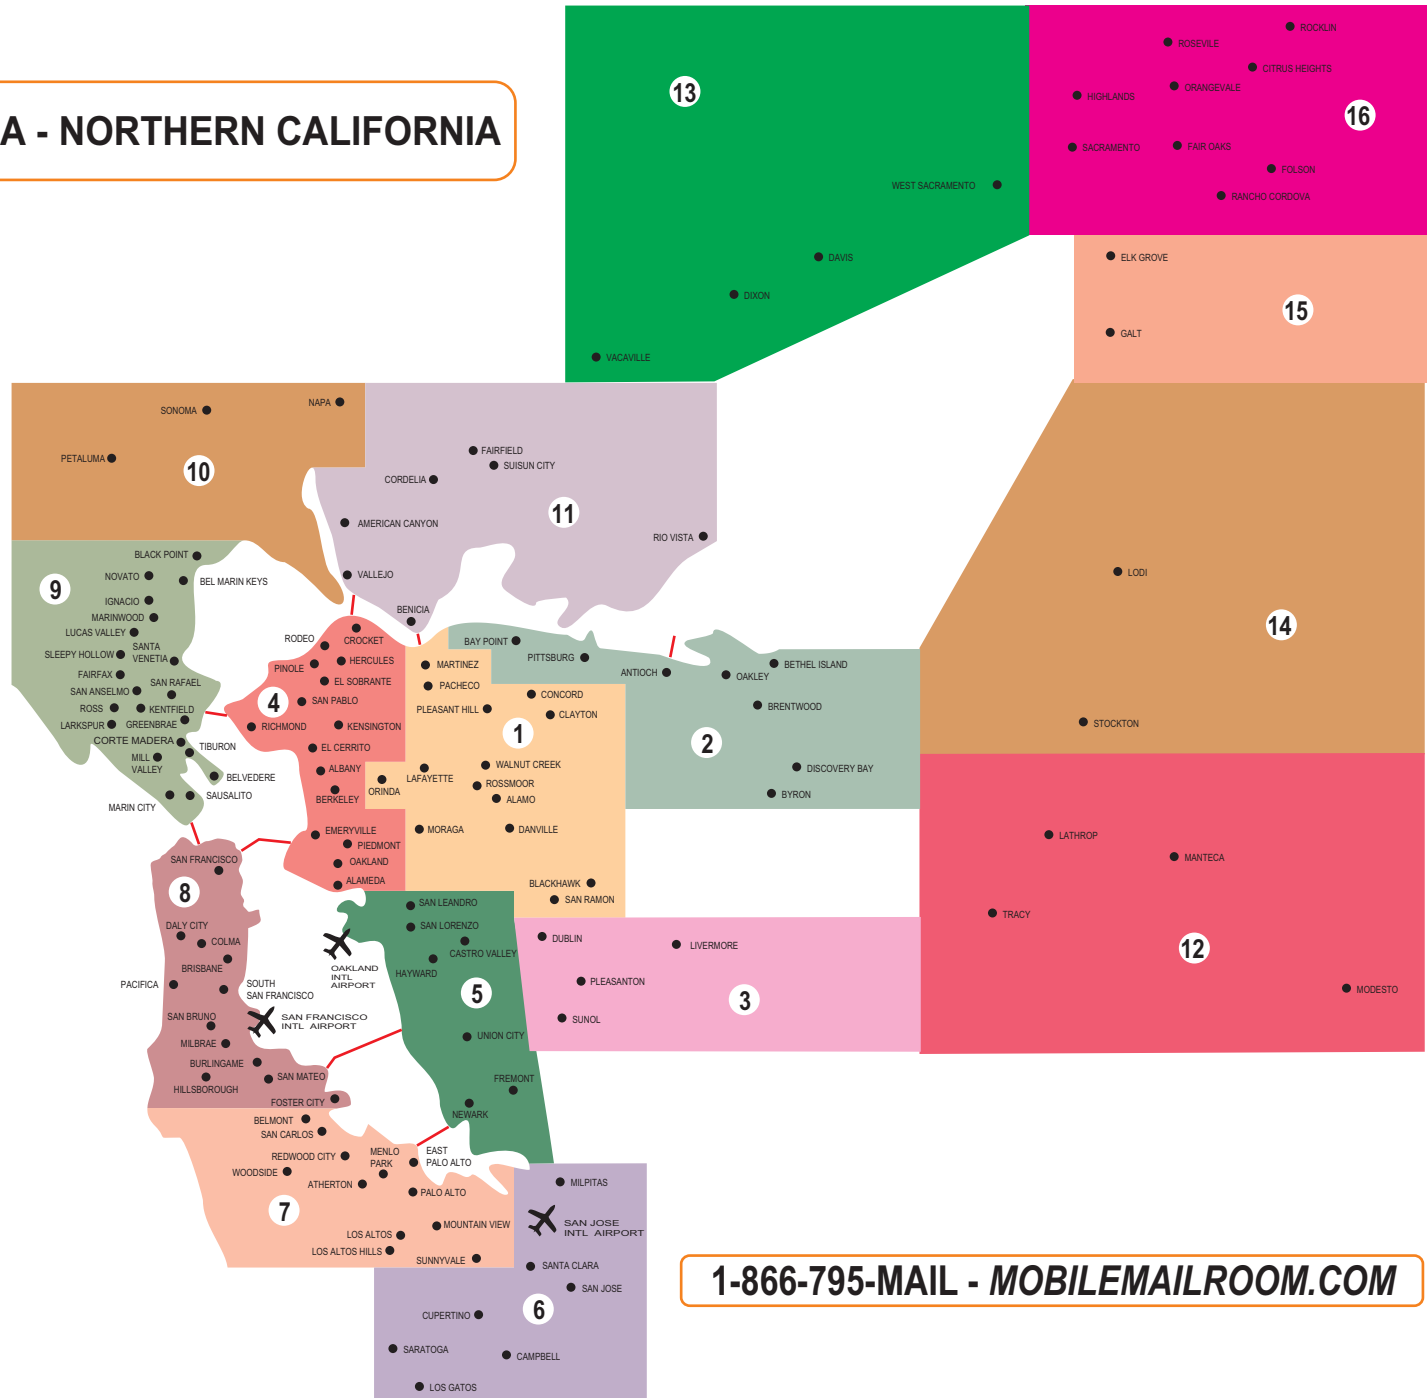 A - NORTHERN CALIFORNIA
13
WEST SACRAMENTO
DAVIS
DIXON
VACAVILLE
ROCKLIN
ROSEVILE
CITRUS HEIGHTS
ORANGEVALE
HIGHLANDS
16
SACRAMENTO
FAIR OAKS
FOLSON
RANCHO CORDOVA
ELK GROVE
15
GALT
NAPA
SONOMA
PETALUMA
10
FAIRFIELD
SUISUN CITY
CORDELIA
11
AMERICAN CANYON
RIO VISTA
VALLEJO
BENICIA
LODI
14
STOCKTON
BLACK POINT
NOVATO
BEL MARIN KEYS
9
IGNACIO
MARINWOOD
LUCAS VALLEY
SANTA
VENETIA
SLEEPY HOLLOW
FAIRFAX
SAN RAFAEL
SAN ANSELMO
ROSS
KENTFIELD
LARKSPUR
GREENBRAE
CORTE MADERA
TIBURON
MILL
VALLEY
BELVEDERE
SAUSALITO
MARIN CITY
RODEO
CROCKET
PINOLE
HERCULES
EL SOBRANTE
4
SAN PABLO
RICHMOND
KENSINGTON
EL CERRITO
ALBANY
BERKELEY
EMERYVILLE
PIEDMONT
OAKLAND
ALAMEDA
MARTINEZ
PACHECO
CONCORD
PLEASANT HILL
CLAYTON
1
WALNUT CREEK
LAFAYETTE
ORINDA
ROSSMOOR
ALAMO
MORAGA
DANVILLE
BLACKHAWK
SAN RAMON
BAY POINT
PITTSBURG
ANTIOCH
BETHEL ISLAND
OAKLEY
BRENTWOOD
2
DISCOVERY BAY
BYRON
LATHROP
MANTECA
TRACY
12
MODESTO
SAN FRANCISCO
8
DALY CITY
COLMA
BRISBANE
PACIFICA
SOUTH
SAN FRANCISCO
SAN BRUNO
SAN FRANCISCO
INTL AIRPORT
MILBRAE
BURLINGAME
SAN MATEO
HILLSBOROUGH
FOSTER CITY
SAN LEANDRO
SAN LORENZO
CASTRO VALLEY
HAYWARD
OAKLAND
INTL
AIRPORT
5
UNION CITY
FREMONT
NEWARK
DUBLIN
LIVERMORE
PLEASANTON
3
SUNOL
BELMONT
SAN CARLOS
REDWOOD CITY
MENLO
PARK
EAST
PALO ALTO
WOODSIDE
ATHERTON
PALO ALTO
7
MOUNTAIN VIEW
LOS ALTOS
LOS ALTOS HILLS
SUNNYVALE
MILPITAS
SAN JOSE
INTL AIRPORT
SANTA CLARA
SAN JOSE
6
CUPERTINO
SARATOGA
CAMPBELL
LOS GATOS
1-866-795-MAIL - MOBILEMAILROOM.COM